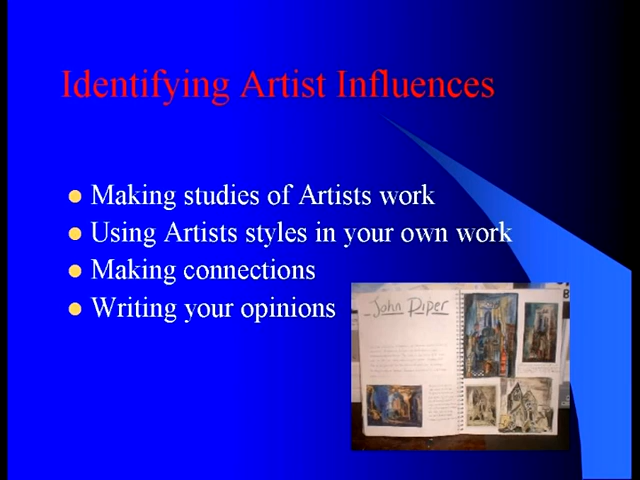 Identifying Artist Influences
Making studies of Artists work
Using Artists styles in your own work
Making connections
Writing your opinions
John Piper